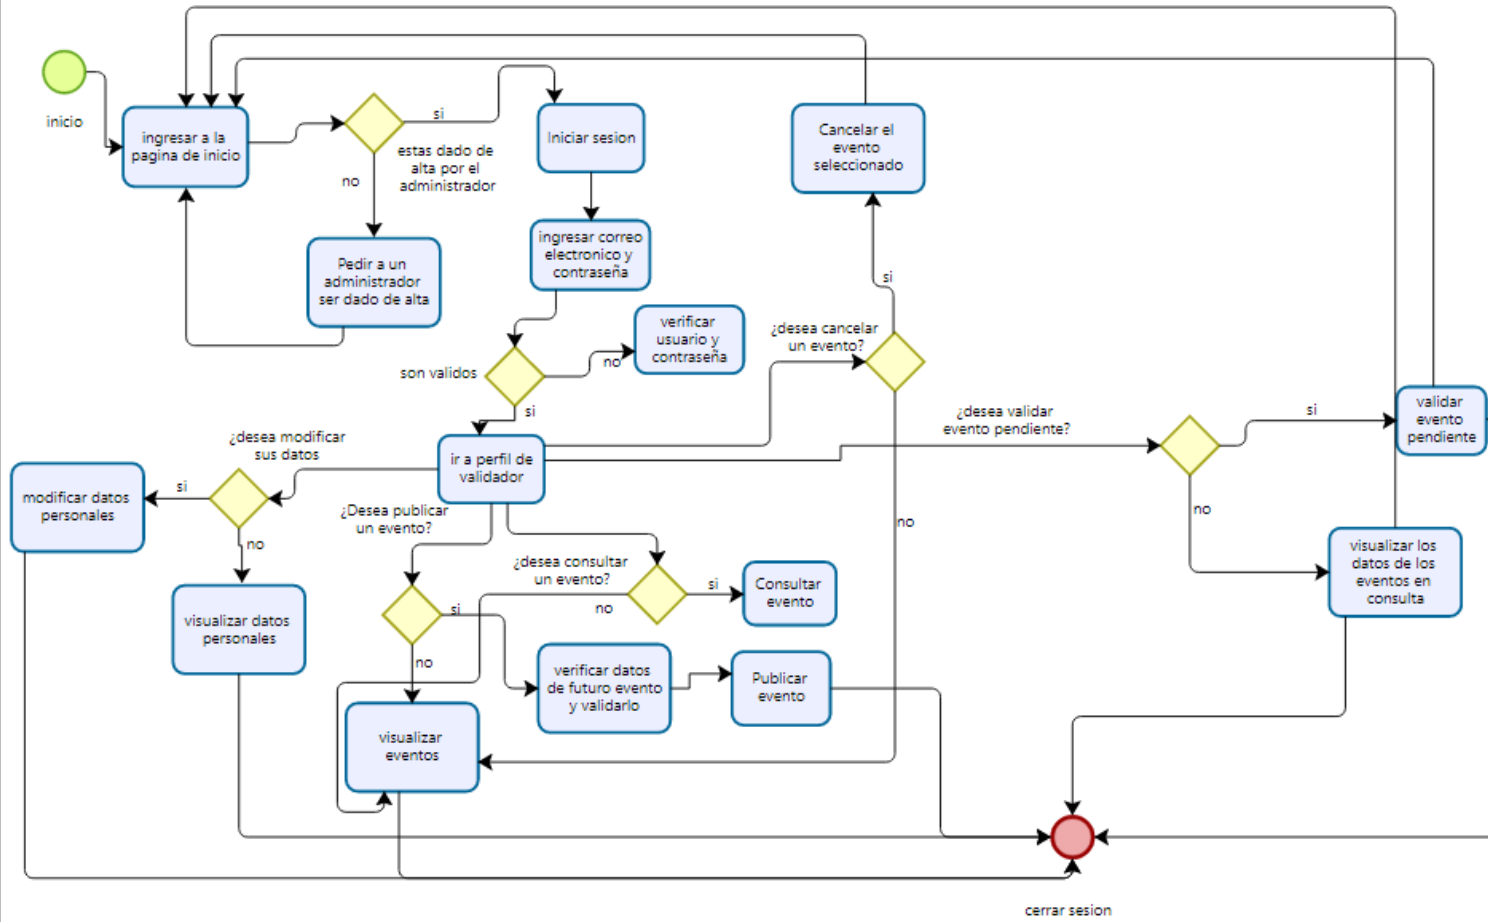 inicio
ingresar a la
pagina de inicio
si
estas dado de
alta por el
administrador
no
Pedir a un
administrador
ser dado de alta
Iniciar sesion
ingresar correo
electronico y
contraseña
son validos
no
verificar
usuario y
contraseña
si
Cancelar el
evento
seleccionado
si
¿desea cancelar
un evento?
no
¿desea validar
evento pendiente?
si
validar
evento
pendiente
no
visualizar los
datos de los
eventos en
consulta
ir a perfil de
validador
¿desea modificar
sus datos
si
modificar datos
personales
no
visualizar datos
personales
¿Desea publicar
un evento?
si
no
¿desea consultar
un evento?
si
no
Consultar
evento
verificar datos
de futuro evento
y validarlo
Publicar
evento
visualizar
eventos
cerrar sesion